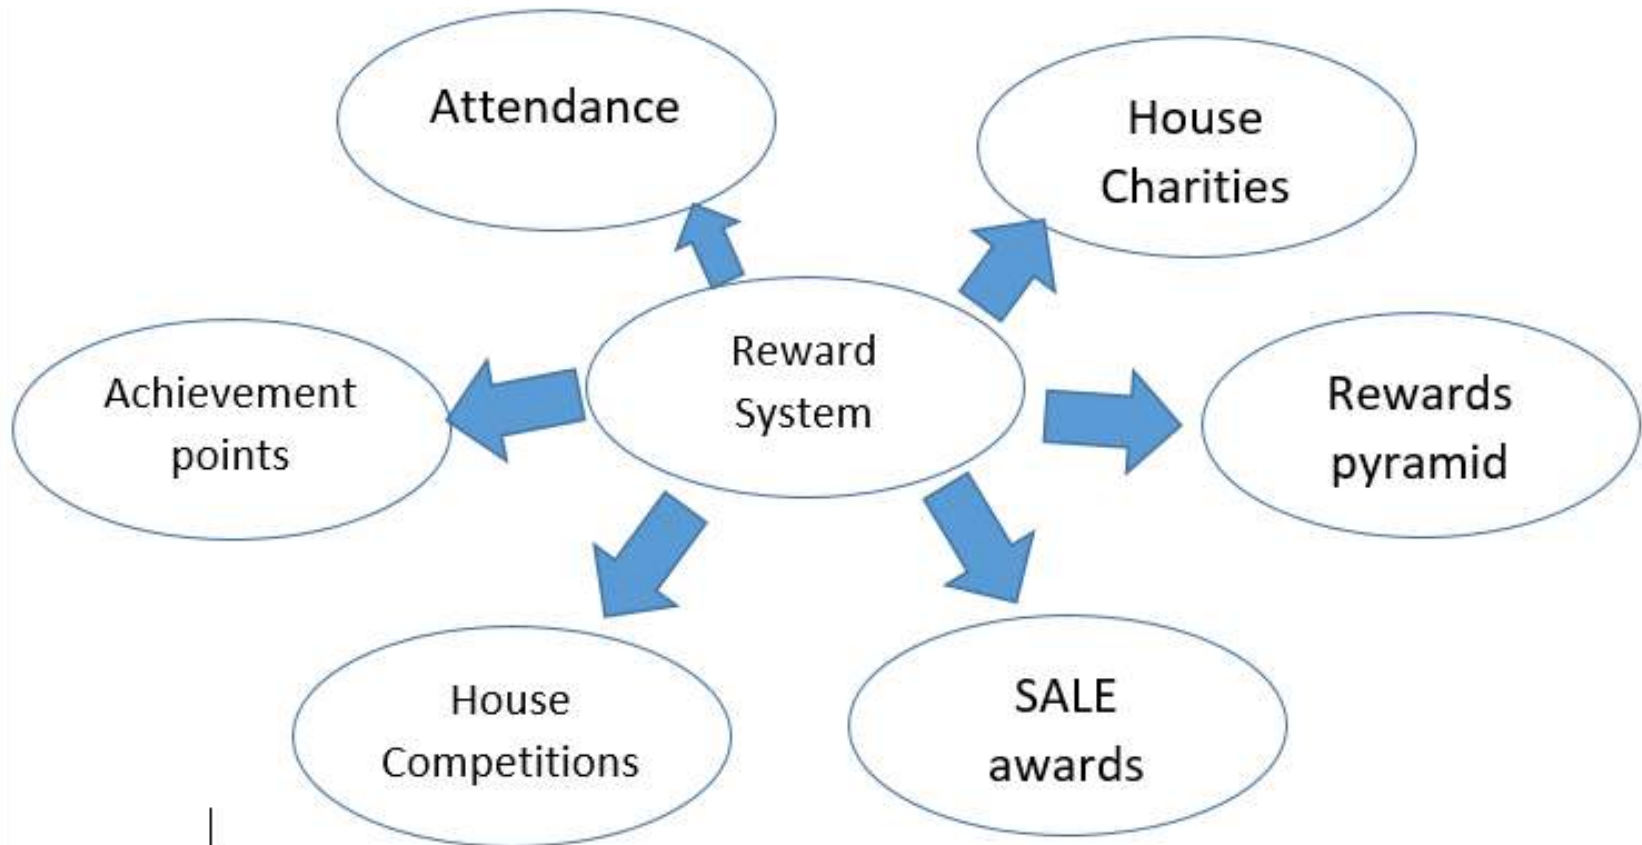 Attendance
House
Charities
Reward
System
Achievement
points
Rewards
pyramid
House
Competitions
SALE
awards